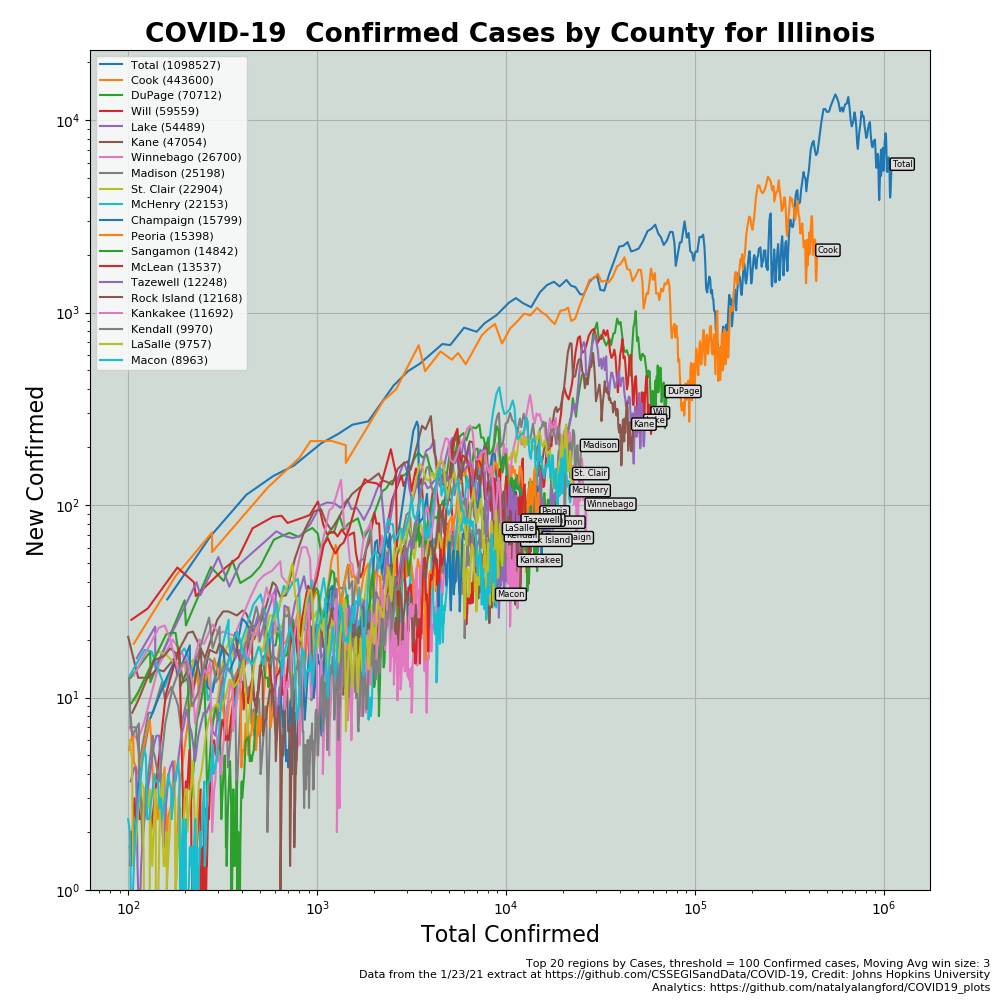 COVID-19  Confirmed Cases by County for Illinois
Total (1098527)
Cook (443600)
DuPage (70712)
Will (59559)
Lake (54489)
Kane (47054)
Winnebago (26700)
Madison (25198)
St. Clair (22904)
McHenry (22153)
Champaign (15799)
Peoria (15398)
Sangamon (14842)
McLean (13537)
Tazewell (12248)
Rock Island (12168)
Kankakee (11692)
Kendall (9970)
LaSalle (9757)
Macon (8963)
10⁴
10³
10²
10¹
10⁰
New Confirmed
Total
Cook
DuPage
Will
Kane
Madison
St. Clair
McHenry
Winnebago
Peoria
Tazewell
LaSalle
Island
Kankakee
Macon
10²
10³
10⁴
10⁵
10⁶
Total Confirmed
Top 20 regions by Cases, threshold = 100 Confirmed cases, Moving Avg win size: 3
Data from the 1/23/21 extract at https://github.com/CSSEGISandData/COVID-19, Credit: Johns Hopkins University
Analytics: https://github.com/natalyalangford/COVID19_plots